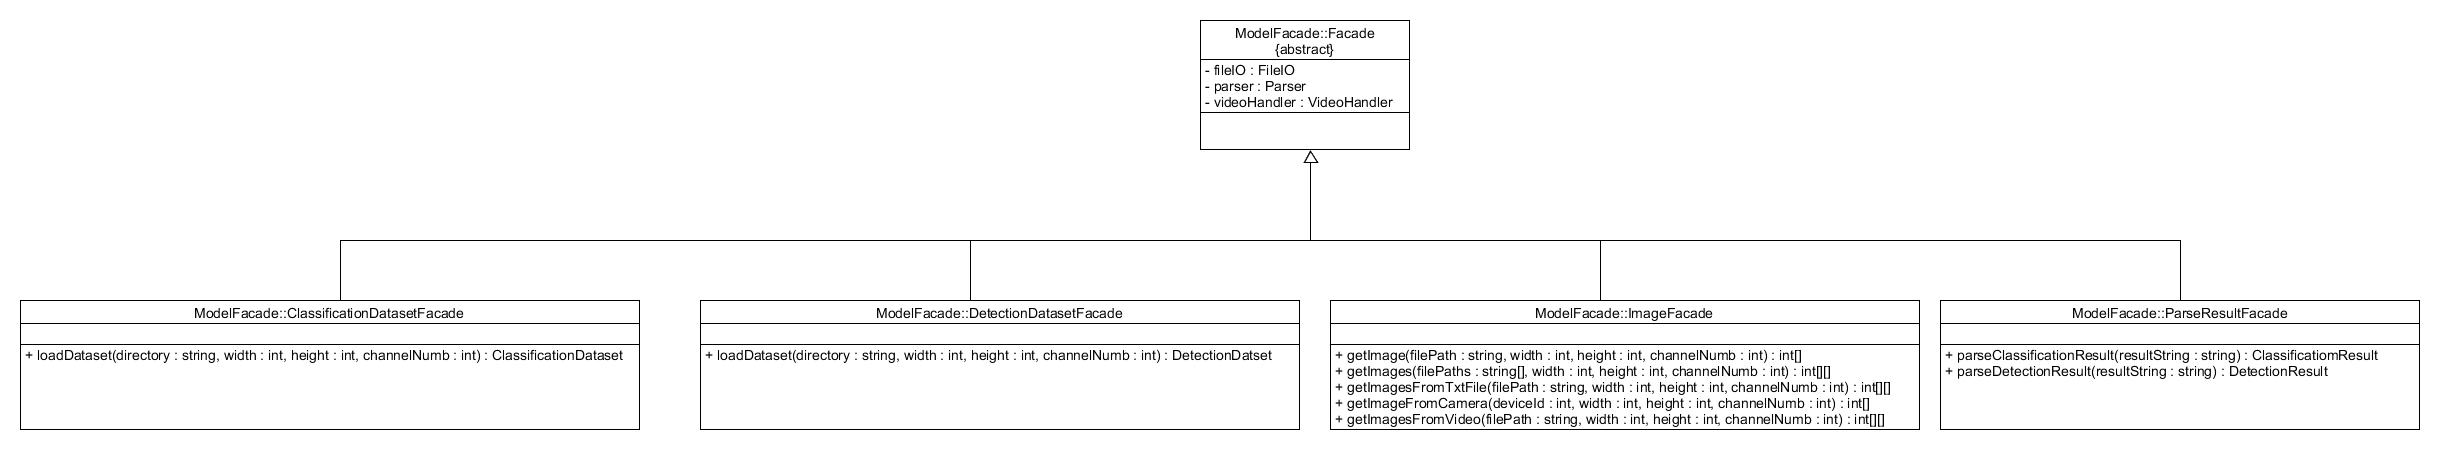 ModelFacade::Facade
{abstract}
- fileIO : FileIO
- parser : Parser
- videoHandler : VideoHandler
ModelFacade::ClassificationDatasetFacade
+ loadDataset(directory : string, width : int, height : int, channelNumb : int) : ClassificationDataset
ModelFacade::DetectionDatasetFacade
+ loadDataset(directory : string, width : int, height : int, channelNumb : int) : DetectionDatset
ModelFacade::ImageFacade
+ getImage(filePath : string, width : int, height : int, channelNumb : int) : int[]
+ getImages(filePaths : string[], width : int, height : int, channelNumb : int) : int[][]
+ getImagesFromTxtFile(filePath : string, width : int, height : int, channelNumb : int) : int[][]
+ getImageFromCamera(deviceId : int, width : int, height : int, channelNumb : int) : int[]
+ getImagesFromVideo(filePath : string, width : int, height : int, channelNumb : int) : int[][]
ModelFacade::ParseResultFacade
+ parseClassificationResult(resultString : string) : ClassificatiomResult
+ parseDetectionResult(resultString : string) : DetectionResult